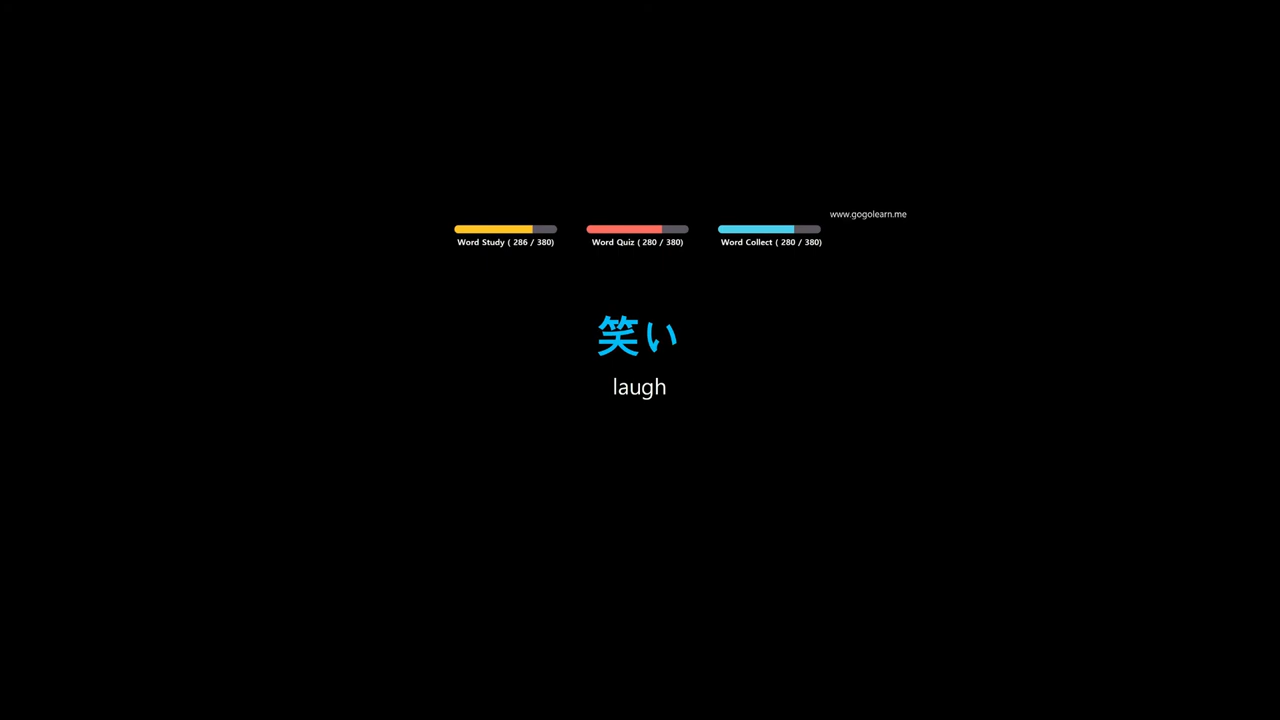 www.gogolearn.me
Word Study ( 286 / 380)
Word Quiz ( 280 / 380)
Word Collect ( 280 / 380)
笑い
laugh